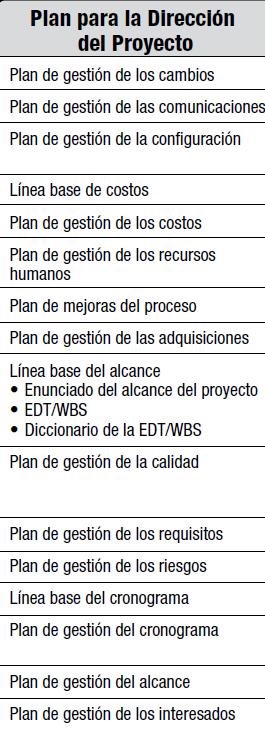 Plan para la Dirección
del Proyecto
Plan de gestión de los cambios
Plan de gestión de las comunicaciones
Plan de gestión de la configuración
Línea base de costos
Plan de gestión de los costos
Plan de gestión de los recursos
humanos
Plan de mejoras del proceso
Plan de gestión de las adquisiciones
Línea base del alcance
• Enunciado del alcance del proyecto
• EDT/WBS
• Diccionario de la EDT/WBS
Plan de gestión de la calidad
Plan de gestión de los requisitos
Plan de gestión de los riesgos
Línea base del cronograma
Plan de gestión del cronograma
Plan de gestión del alcance
Plan de gestión de los interesados